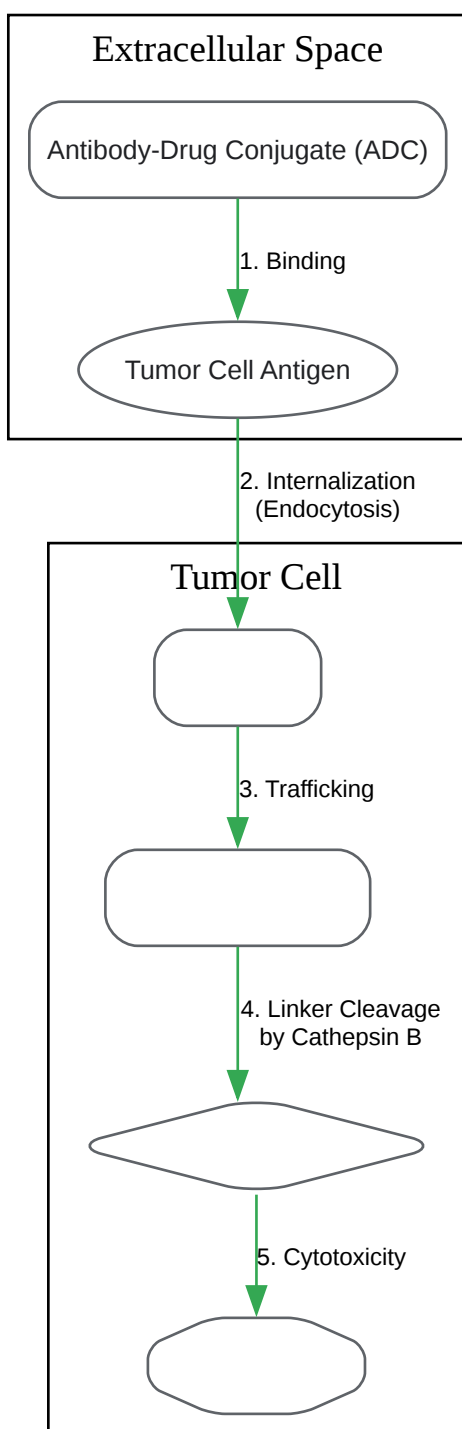 Extracellular Space
Antibody-Drug Conjugate (ADC)
1. Binding
Tumor Cell Antigen
2. Internalization
(Endocytosis)
Tumor Cell
3. Trafficking
4. Linker Cleavage
by Cathepsin B
5. Cytotoxicity